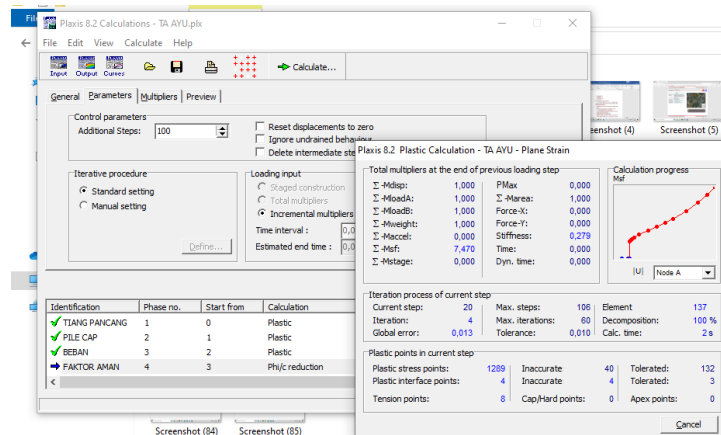 File
Plaxis 8.2 Calculations - TA AYU.plx
File Edit View Calculate Help
Input Output Curves Calculate...
General Parameters Multipliers Preview
Control parameters
Additional Steps: 100
Reset displacements to zero
Ignore undrained behaviour
Delete intermediate ste
Iterative procedure
Standard setting
Manual setting
Define...
Loading input
Staged construction
Total multipliers
Incremental multipliers
Time interval : 0,0
Estimated end time : 0,0
Identification Phase no. Start from Calculation
TIANG PANCANG 1 0 Plastic
PILE CAP 2 1 Plastic
BEBAN 3 2 Plastic
FAKTOR AMAN 4 3 Phi/c reduction
Screenshot (84) Screenshot (85)
enshot (4) Screenshot (5)
Plaxis 8.2 Plastic Calculation - TA AYU - Plane Strain
Total multipliers at the end of previous loading step
Σ -Mdisp: 1,000 PMax 0,000
Σ -MloadA: 1,000 Σ -Marea: 1,000
Σ -MloadB: 1,000 Force-X: 0,000
Σ -Mweight: 1,000 Force-Y: 0,000
Σ -Maccel: 0,000 Stiffness: 0,279
Σ -Msf: 7,470 Time: 0,000
Σ -Mstage: 0,000 Dyn. time: 0,000
Calculation progress
Msf
|U| Node A
Iteration process of current step
Current step: 20 Max. steps: 106 Element 137
Iteration: 4 Max. iterations: 60 Decomposition: 100 %
Global error: 0,013 Tolerance: 0,010 Calc. time: 2 s
Plastic points in current step
Plastic stress points: 1289 Inaccurate 40 Tolerated: 132
Plastic interface points: 4 Inaccurate 4 Tolerated: 3
Tension points: 8 Cap/Hard points: 0 Apex points: 0
Cancel